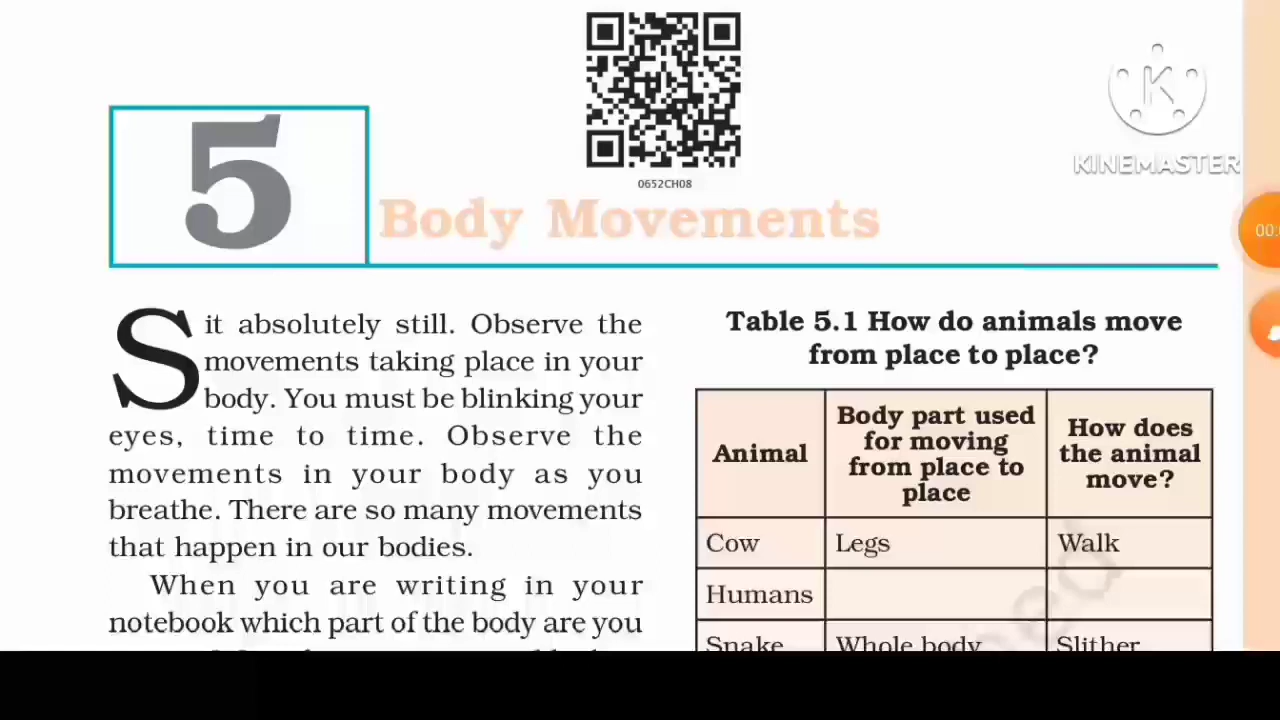 0652CH08
K
KINEMASTER
5
Body Movements
Sit absolutely still. Observe the
movements taking place in your
body. You must be blinking your
eyes, time to time. Observe the
movements in your body as you
breathe. There are so many movements
that happen in our bodies.
When you are writing in your
notebook which part of the body are you
Table 5.1 How do animals move
from place to place?
Animal
Body part used
for moving
from place to
place
How does
the animal
move?
Cow Legs Walk
Humans
Snake Whole body Slither